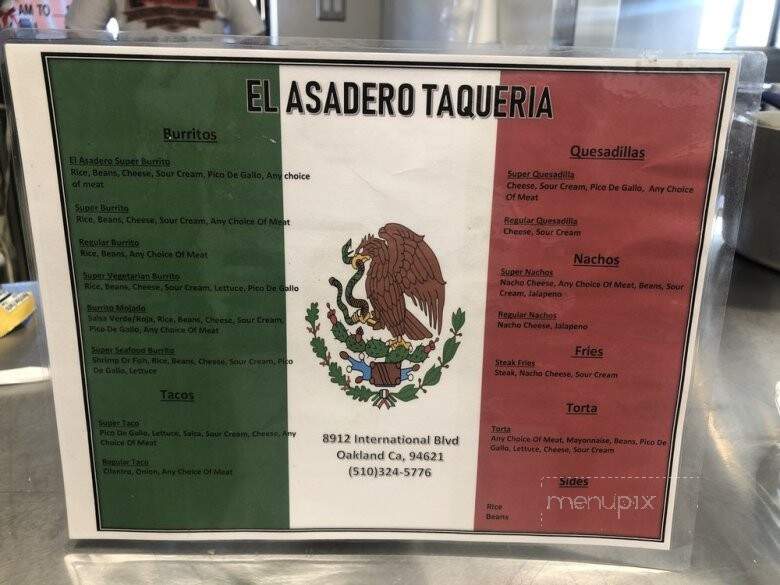 AM TO
EL ASADERO TAQUERIA
Burritos
El Asadero Super Burrito
Rice, Beans, Cheese, Sour Cream, Pico De Gallo, Any choice
of meat
Super Burrito
Rice, Beans, Cheese, Sour Cream, Any Choice Of Meat
Regular Burrito
Rice, Beans, Any Choice Of Meat
Super Vegetarian Burrito
Rice, Beans, Cheese, Sour Cream, Lettuce, Pico De Gallo
Burrito Mojado
Salsa Verde/Roja, Rice, Beans, Cheese, Sour Cream,
Pico De Gallo, Any Choice Of Meat
Super Seafood Burrito
Shrimp Or Fish, Rice, Beans, Cheese, Sour Cream, Pico
De Gallo, Lettuce
Tacos
Super Taco
Pico De Gallo, Lettuce, Salsa, Sour Cream, Cheese, Any
Choice Of Meat
Regular Taco
Cilantro, Onion, Any Choice Of Meat
8912 International Blvd
Oakland Ca, 94621
(510)324-5776
Quesadillas
Super Quesadilla
Cheese, Sour Cream, Pico De Gallo, Any Choice
Of Meat
Regular Quesadilla
Cheese, Sour Cream
Nachos
Super Nachos
Nacho Cheese, Any Choice Of Meat, Beans, Sour
Cream, Jalapeno
Regular Nachos
Nacho Cheese, Jalapeno
Fries
Steak Fries
Steak, Nacho Cheese, Sour Cream
Torta
Torta
Any Choice Of Meat, Mayonnaise, Beans, Pico De
Gallo, Lettuce, Cheese, Sour Cream
Sides
Rice
Beans
menupix